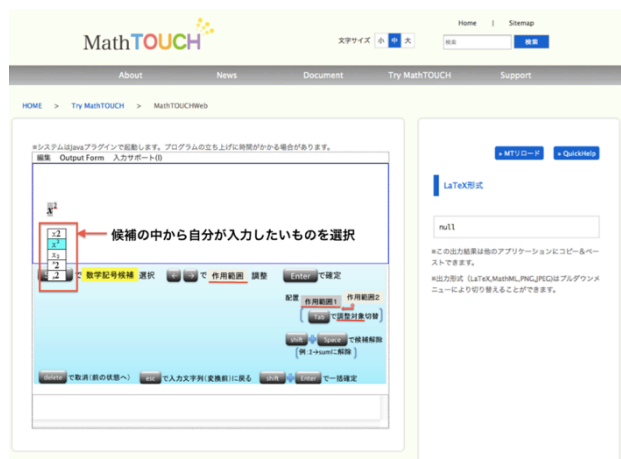 MathTOUCH
Home | Sitemap
文字サイズ 小 中 大
検索 検索
About News Document Try MathTOUCH Support
HOME > Try MathTOUCH > MathTOUCHWeb
※システムはJavaプラグインで起動します。プログラムの立ち上げに時間がかかる場合があります。
編集 Output Form 入力サポート(I)
x²
x2
x²
x₂
²2
候補の中から自分が入力したいものを選択
で 数学記号候補 選択 ← → で 作用範囲 調整 Enter で確定
配置 作用範囲1 作用範囲2
Tab で調整対象切替
shift Space で候補解除
(例:Σ→sumに解除)
delete で取消(前の状態へ) esc で入力文字列(変換前)に戻る shift Enter で一括確定
» MTリロード » QuickHelp
LaTeX形式
null
※この出力結果は他のアプリケーションにコピー&ペーストできます。
※出力形式(LaTeX,MathML,PNG,JPEG)はプルダウンメニューにより切り替えることができます。